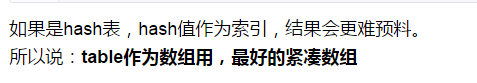 如果是hash表，hash值作为索引，结果会更难预料。
所以说：table作为数组用，最好的紧凑数组